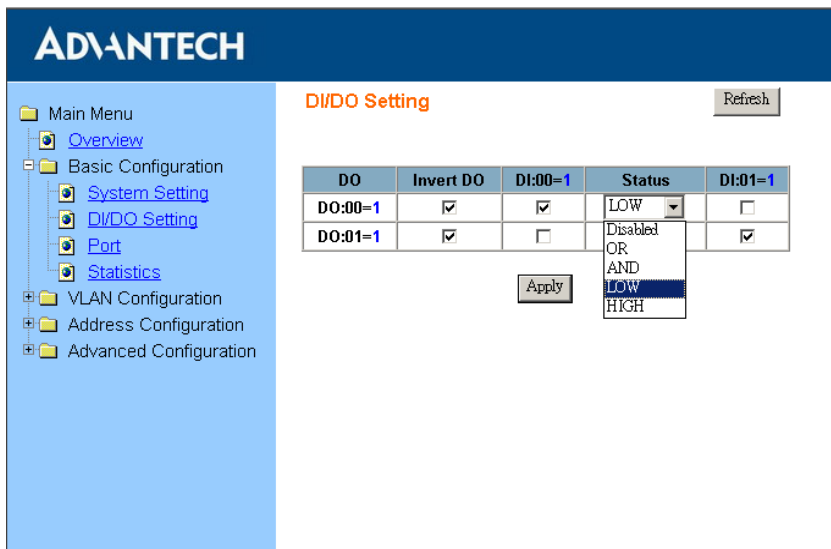 ADVANTECH
Main Menu
Overview
Basic Configuration
System Setting
DI/DO Setting
Port
Statistics
VLAN Configuration
Address Configuration
Advanced Configuration
DI/DO Setting
Refresh
DO Invert DO DI:00=1 Status DI:01=1
DO:00=1 LOW
DO:01=1
Disabled
OR
AND
LOW
HIGH
Apply